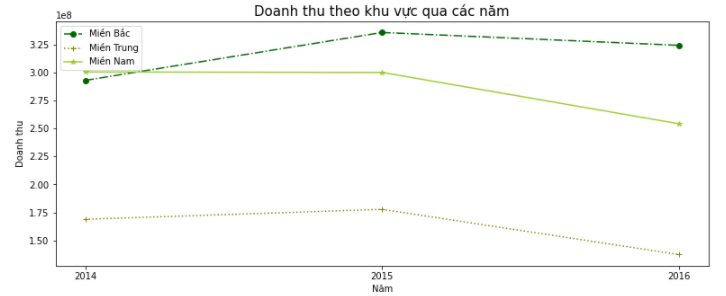 Doanh thu theo khu vực qua các năm
1e8
Miền Bắc
Miền Trung
Miền Nam
3.25
3.00
2.75
2.50
2.25
2.00
1.75
1.50
Doanh thu
2014
2015
2016
Năm